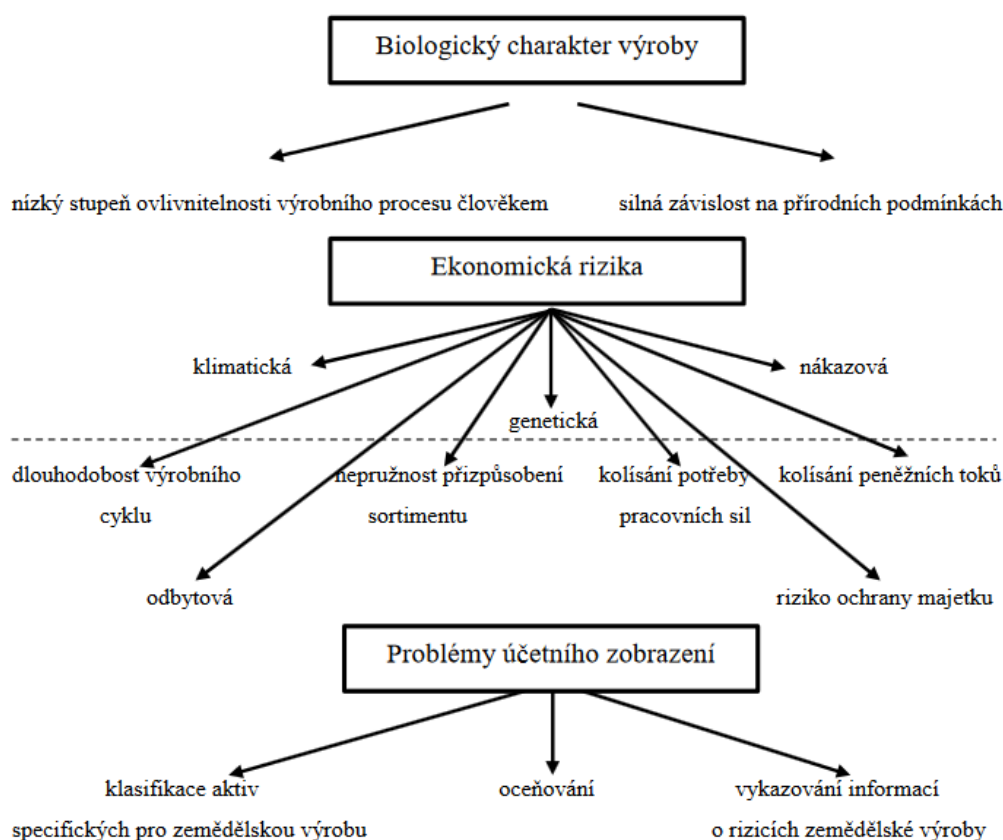 Biologický charakter výroby
nízký stupeň ovlivnitelnosti výrobního procesu člověkem
silná závislost na přírodních podmínkách
Ekonomická rizika
klimatická
nákazová
genetická
dlouhodobost výrobního
cyklu
nepružnost přizpůsobení
sortimentu
kolísání potřeby
pracovních sil
kolísání peněžních toků
odbytová
riziko ochrany majetku
Problémy účetního zobrazení
klasifikace aktiv
specifických pro zemědělskou výrobu
oceňování
vykazování informací
o rizicích zemědělské výroby